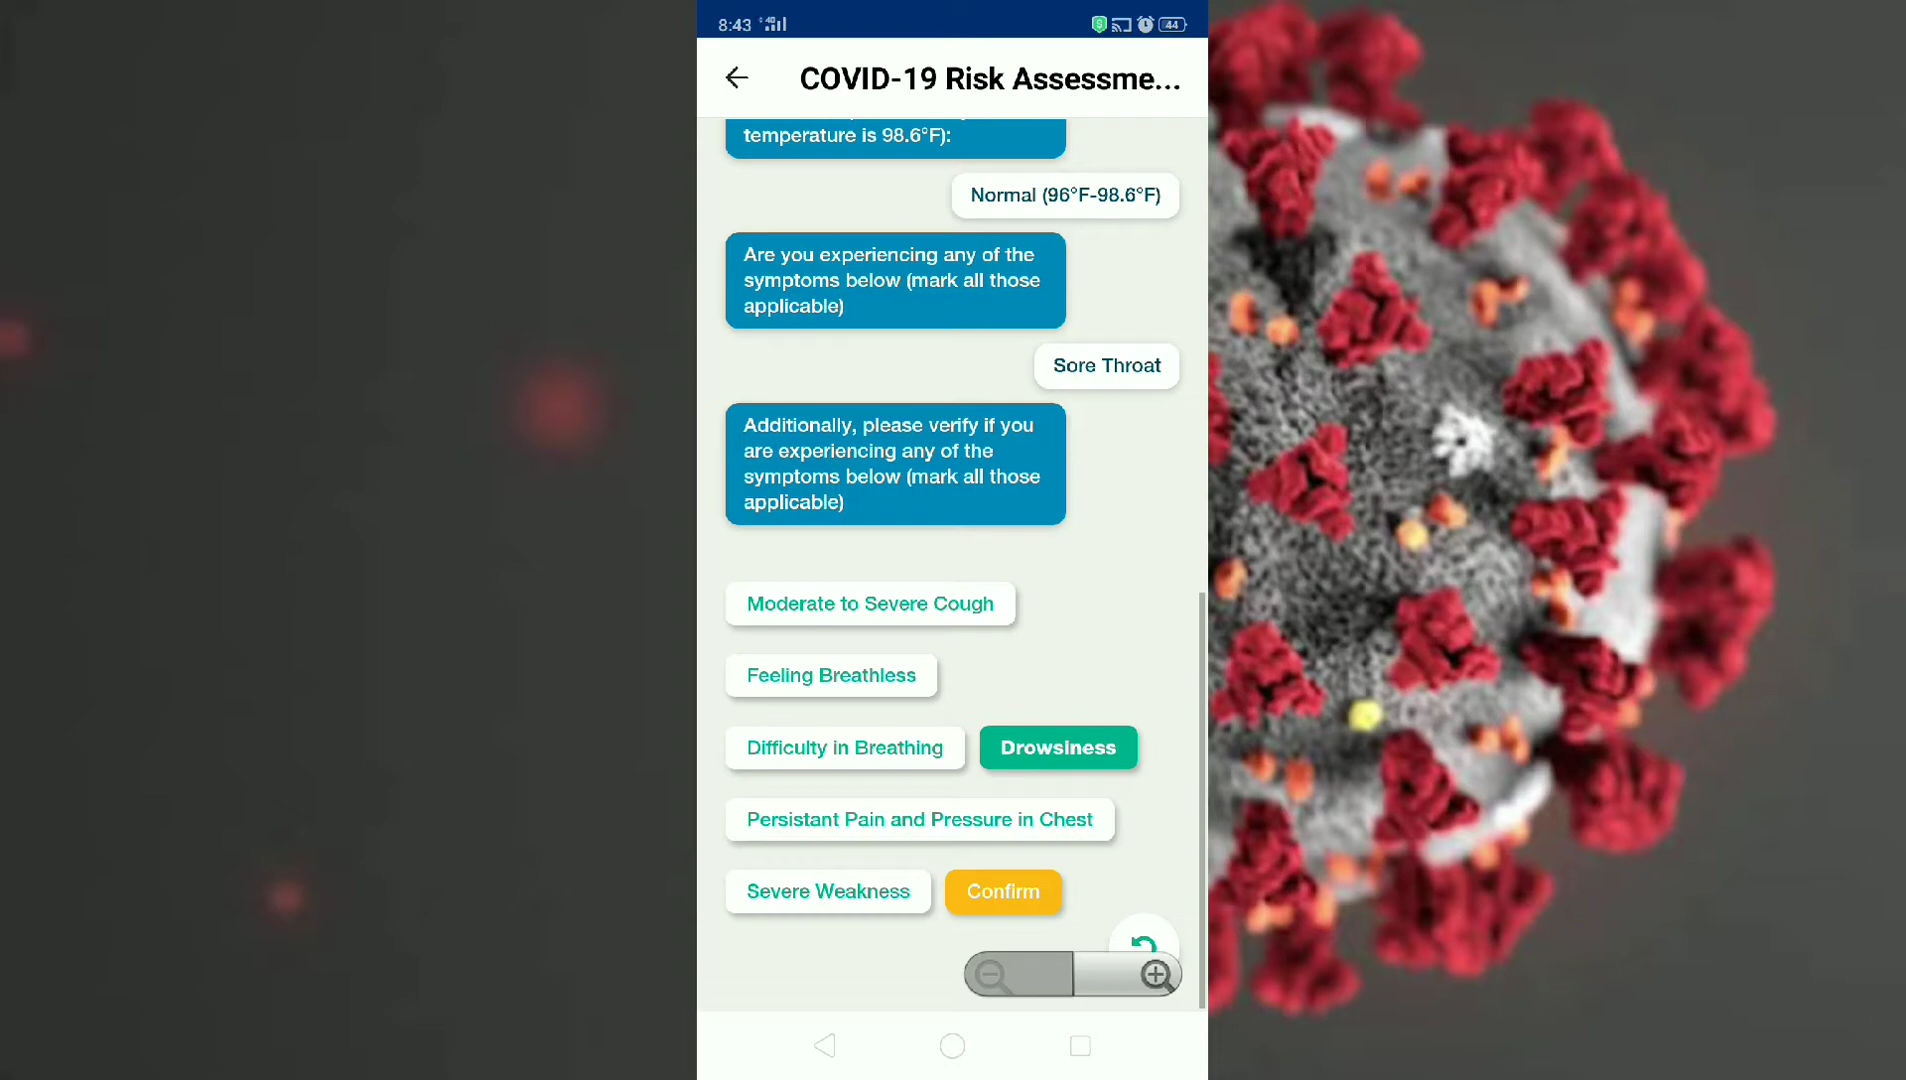 8:43 4G 44
COVID-19 Risk Assessme...
temperature is 98.6°F):
Normal (96°F-98.6°F)
Are you experiencing any of the
symptoms below (mark all those
applicable)
Sore Throat
Additionally, please verify if you
are experiencing any of the
symptoms below (mark all those
applicable)
Moderate to Severe Cough
Feeling Breathless
Difficulty in Breathing Drowsiness
Persistant Pain and Pressure in Chest
Severe Weakness Confirm